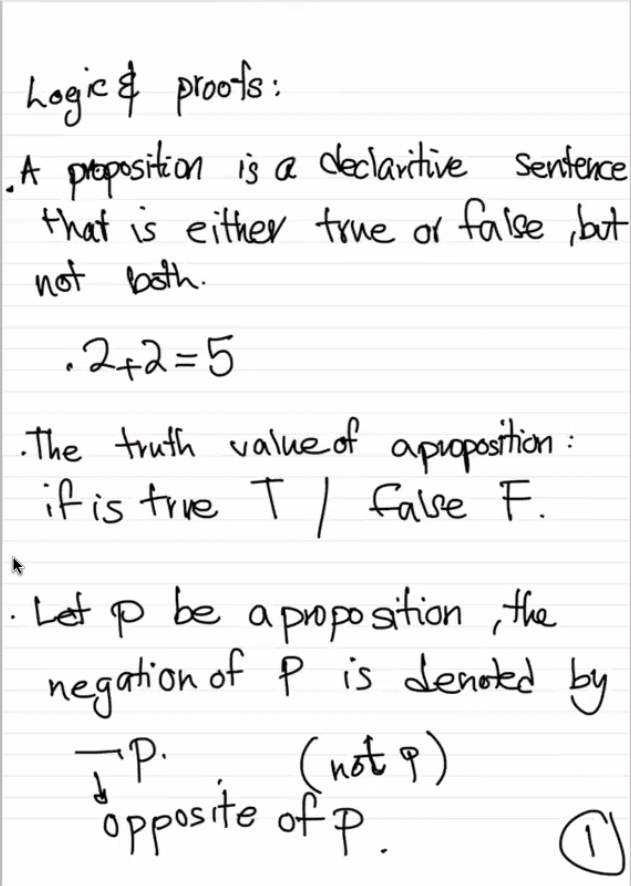 Logic & proofs:
. A proposition is a declaritive sentence
that is either true or false, but
not both.
. 2+2=5
. The truth value of a proposition:
if is true T / false F.
. Let p be a proposition, the
negation of P is denoted by
¬P. (not p)
↓
opposite of P.
1